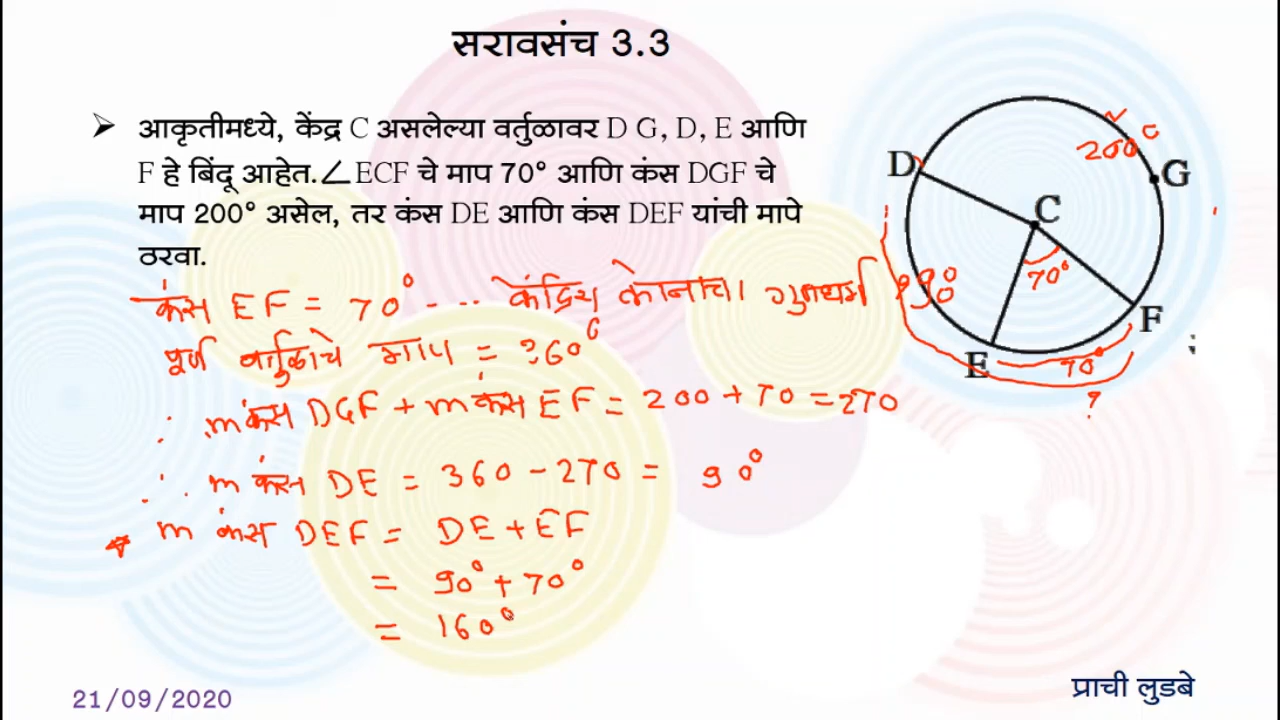 सरावसंच 3.3
➢ आकृतीमध्ये, केंद्र C असलेल्या वर्तुळावर D G, D, E आणि
F हे बिंदू आहेत.∠ECF चे माप 70° आणि कंस DGF चे
माप 200° असेल, तर कंस DE आणि कंस DEF यांची मापे
ठरवा.
कंस EF = 70° - .. केंद्रिय कोनाचा गुणधर्म
पूर्ण वर्तुळाचे माप = 360°
∴ m कंस DGF + m कंस EF = 200 + 70 = 270
∴ m कंस DE = 360 - 270 = 90°
m कंस DEF = DE + EF
= 90° + 70°
= 160°
200°
D
G
C
70°
90°
F
E
70°
?
21/09/2020
प्राची लुडबे